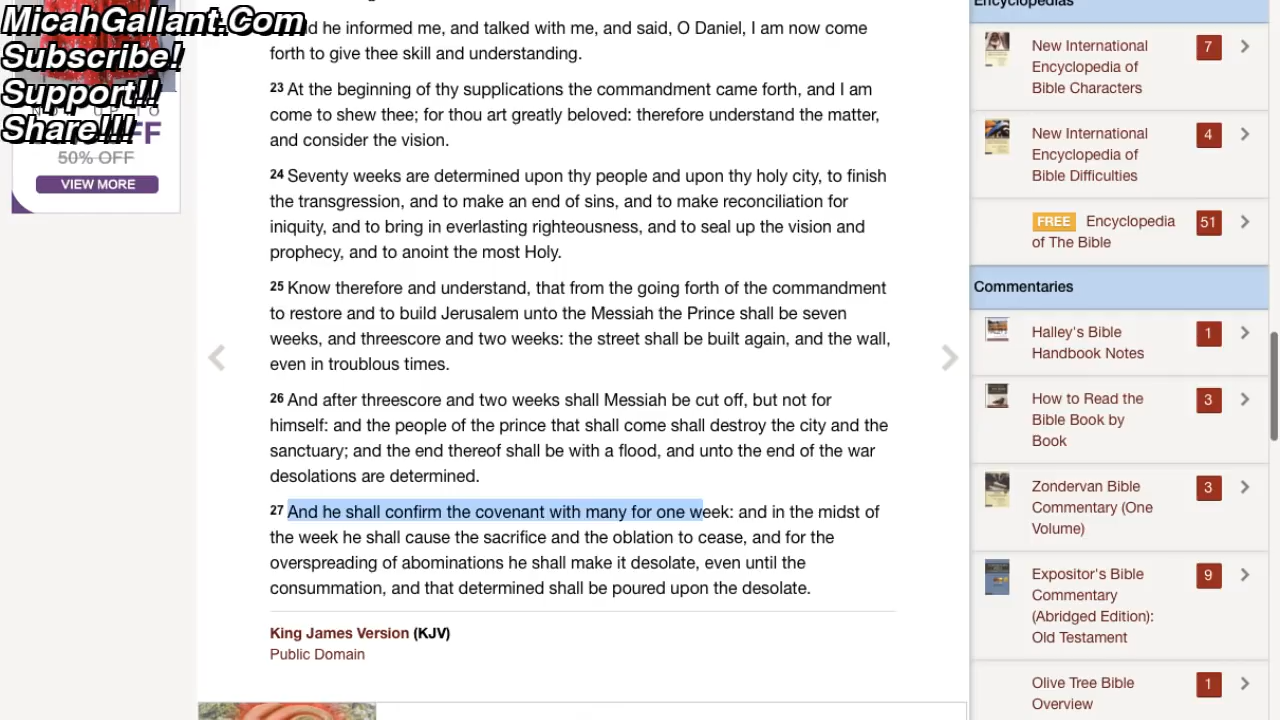 MicahGallant.Com
Subscribe!
Support!!
Share!!!
50% OFF
VIEW MORE
he informed me, and talked with me, and said, O Daniel, I am now come
forth to give thee skill and understanding.
23 At the beginning of thy supplications the commandment came forth, and I am
come to shew thee; for thou art greatly beloved: therefore understand the matter,
and consider the vision.
24 Seventy weeks are determined upon thy people and upon thy holy city, to finish
the transgression, and to make an end of sins, and to make reconciliation for
iniquity, and to bring in everlasting righteousness, and to seal up the vision and
prophecy, and to anoint the most Holy.
25 Know therefore and understand, that from the going forth of the commandment
to restore and to build Jerusalem unto the Messiah the Prince shall be seven
weeks, and threescore and two weeks: the street shall be built again, and the wall,
even in troublous times.
26 And after threescore and two weeks shall Messiah be cut off, but not for
himself: and the people of the prince that shall come shall destroy the city and the
sanctuary; and the end thereof shall be with a flood, and unto the end of the war
desolations are determined.
27 And he shall confirm the covenant with many for one week: and in the midst of
the week he shall cause the sacrifice and the oblation to cease, and for the
overspreading of abominations he shall make it desolate, even until the
consummation, and that determined shall be poured upon the desolate.
King James Version (KJV)
Public Domain
Encyclopedias
New International 7
Encyclopedia of
Bible Characters
New International 4
Encyclopedia of
Bible Difficulties
FREE Encyclopedia 51
of The Bible
Commentaries
Halley's Bible 1
Handbook Notes
How to Read the 3
Bible Book by
Book
Zondervan Bible 3
Commentary (One
Volume)
Expositor's Bible 9
Commentary
(Abridged Edition):
Old Testament
Olive Tree Bible 1
Overview